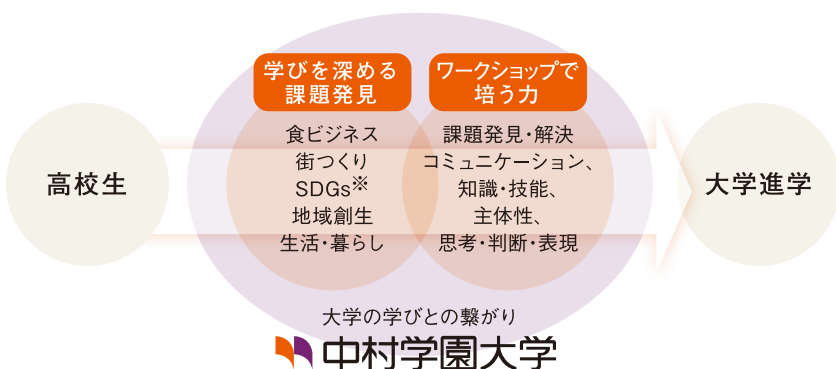 高校生
学びを深める
課題発見
食ビジネス
街つくり
SDGs※
地域創生
生活・暮らし
ワークショップで
培う力
課題発見・解決
コミュニケーション、
知識・技能、
主体性、
思考・判断・表現
大学進学
大学の学びとの繋がり
中村学園大学